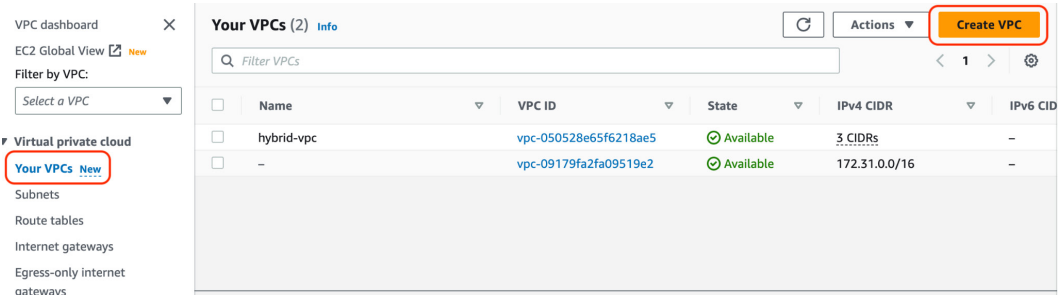 VPC dashboard
EC2 Global View New
Filter by VPC:
Select a VPC
Virtual private cloud
Your VPCs New
Subnets
Route tables
Internet gateways
Egress-only internet
gateways
Your VPCs (2) Info
Actions
Create VPC
Filter VPCs
1
Name VPC ID State IPv4 CIDR IPv6 CID
hybrid-vpc vpc-050528e65f6218ae5 Available 3 CIDRs –
– vpc-09179fa2fa09519e2 Available 172.31.0.0/16 –